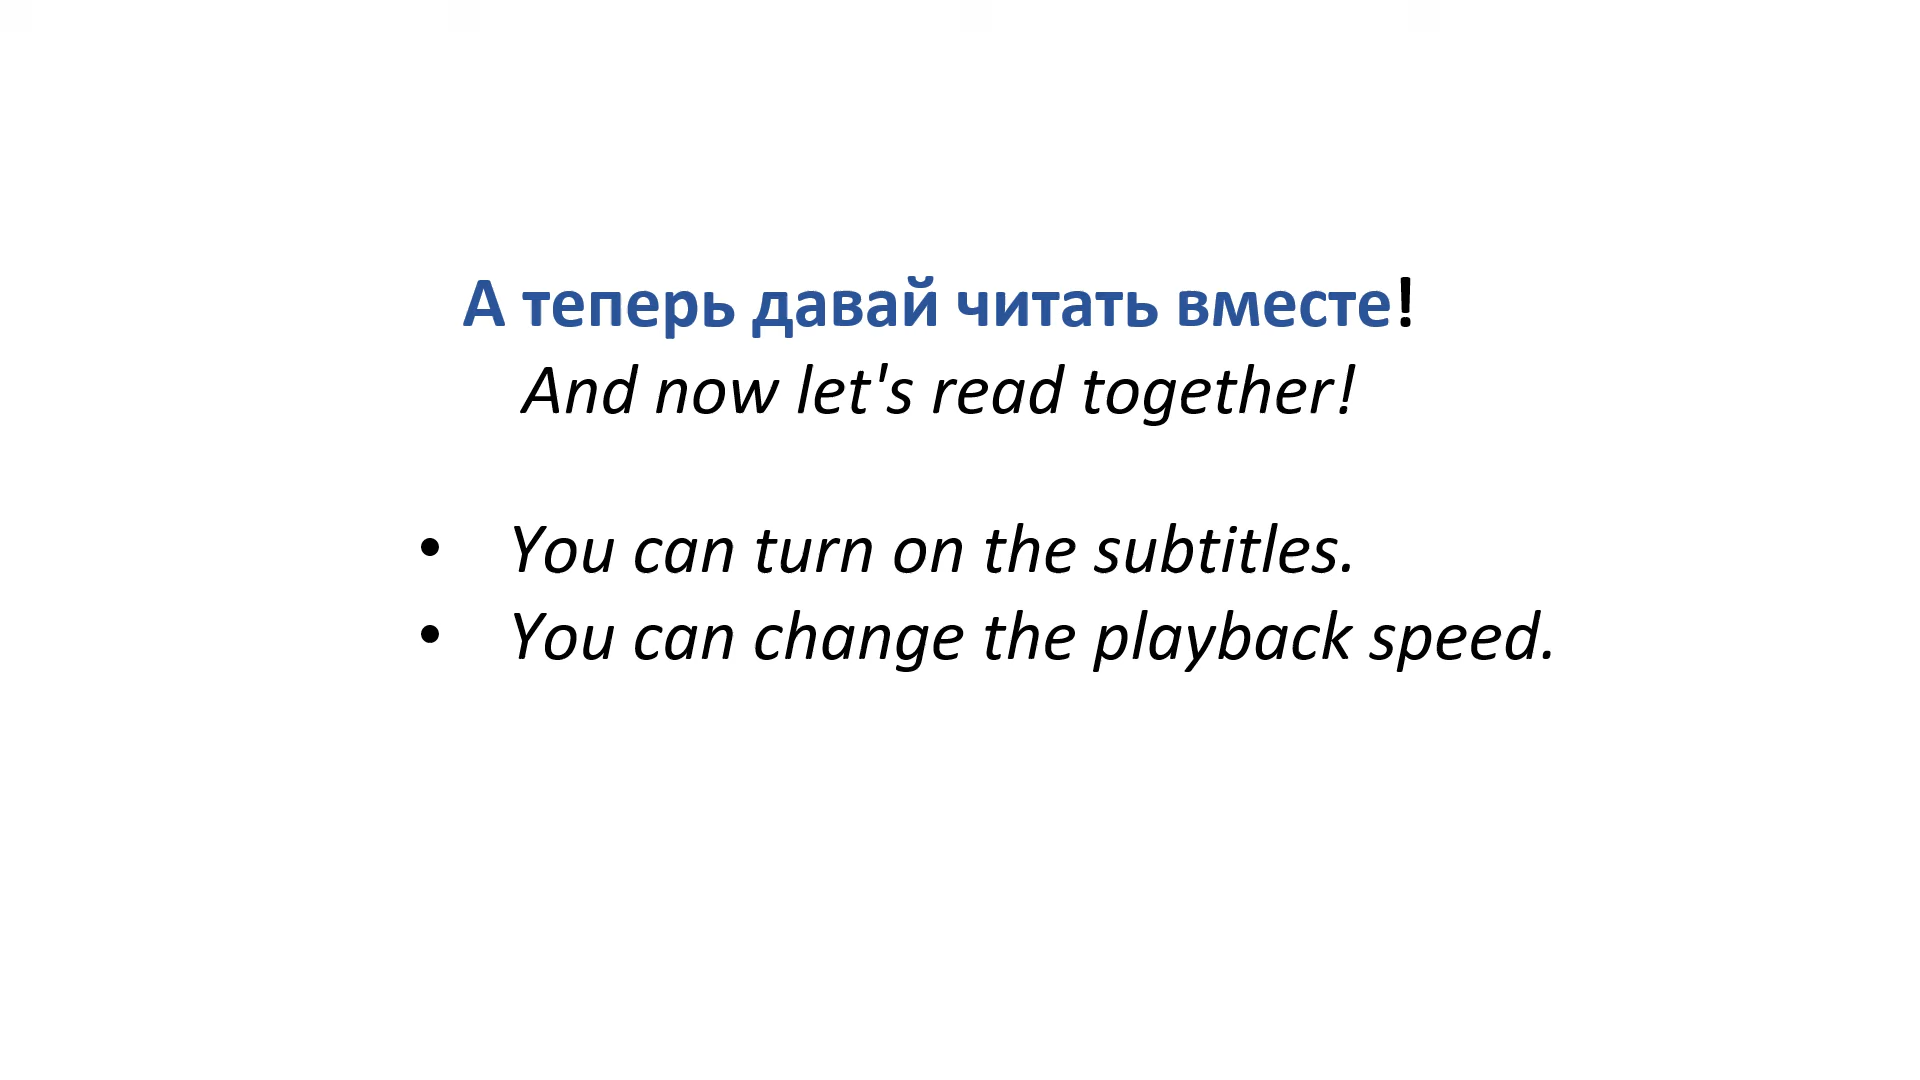 А теперь давай читать вместе!
And now let's read together!
• You can turn on the subtitles.
• You can change the playback speed.